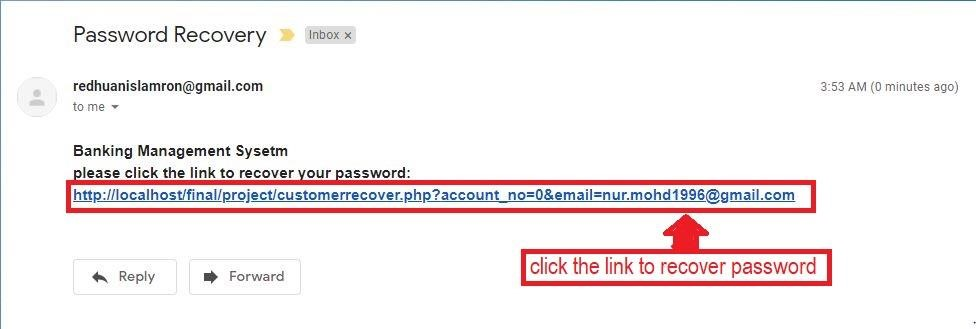 Password Recovery Inbox ×
redhuanislamron@gmail.com 3:53 AM (0 minutes ago)
to me
Banking Management Sysetm
please click the link to recover your password:
http://localhost/final/project/customerrecover.php?account_no=0&email=nur.mohd1996@gmail.com
click the link to recover password
Reply Forward